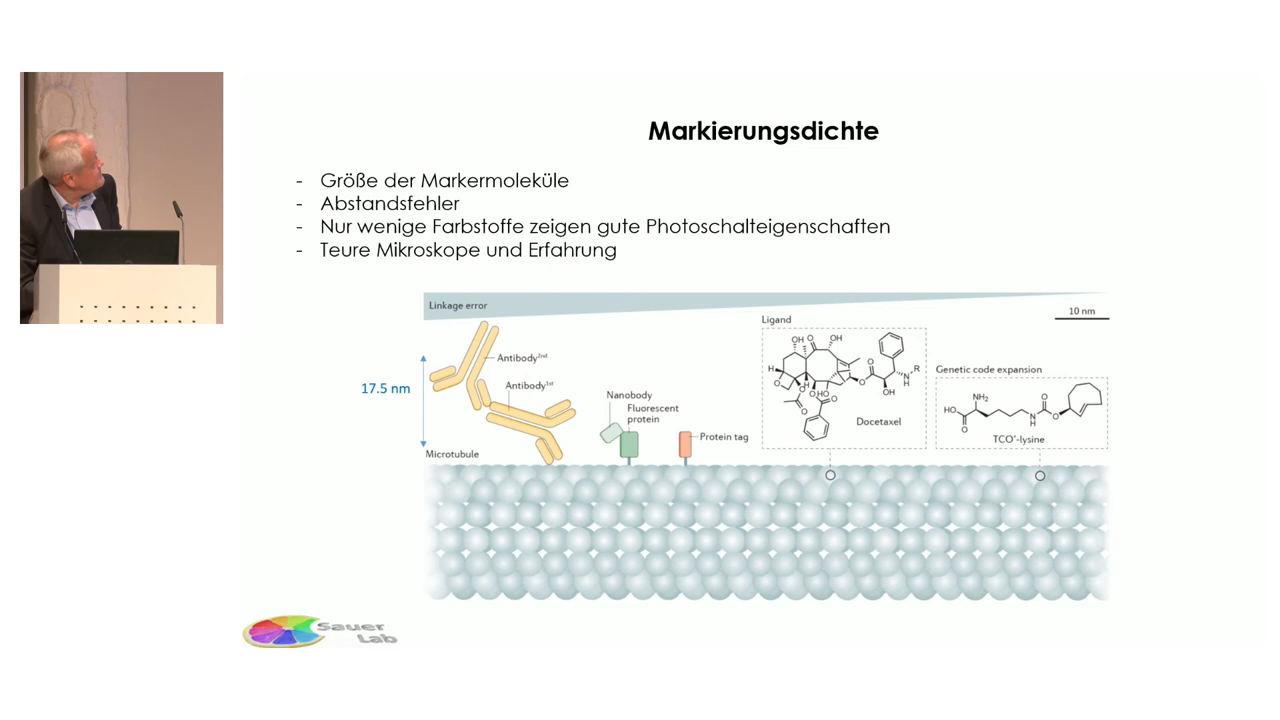 Markierungsdichte
- Größe der Markermoleküle
- Abstandsfehler
- Nur wenige Farbstoffe zeigen gute Photoschalteigenschaften
- Teure Mikroskope und Erfahrung
Linkage error
10 nm
Ligand
Antibody2nd
17.5 nm
Antibody1st
Nanobody
Fluorescent
protein
Protein tag
Microtubule
OH
O
OH
H
O
H
O
O
O
N
H
R
OH
O
O
HO
O
O
Docetaxel
Genetic code expansion
NH2
HO
O
N
H
O
O
TCO*-lysine
Sauer
Lab